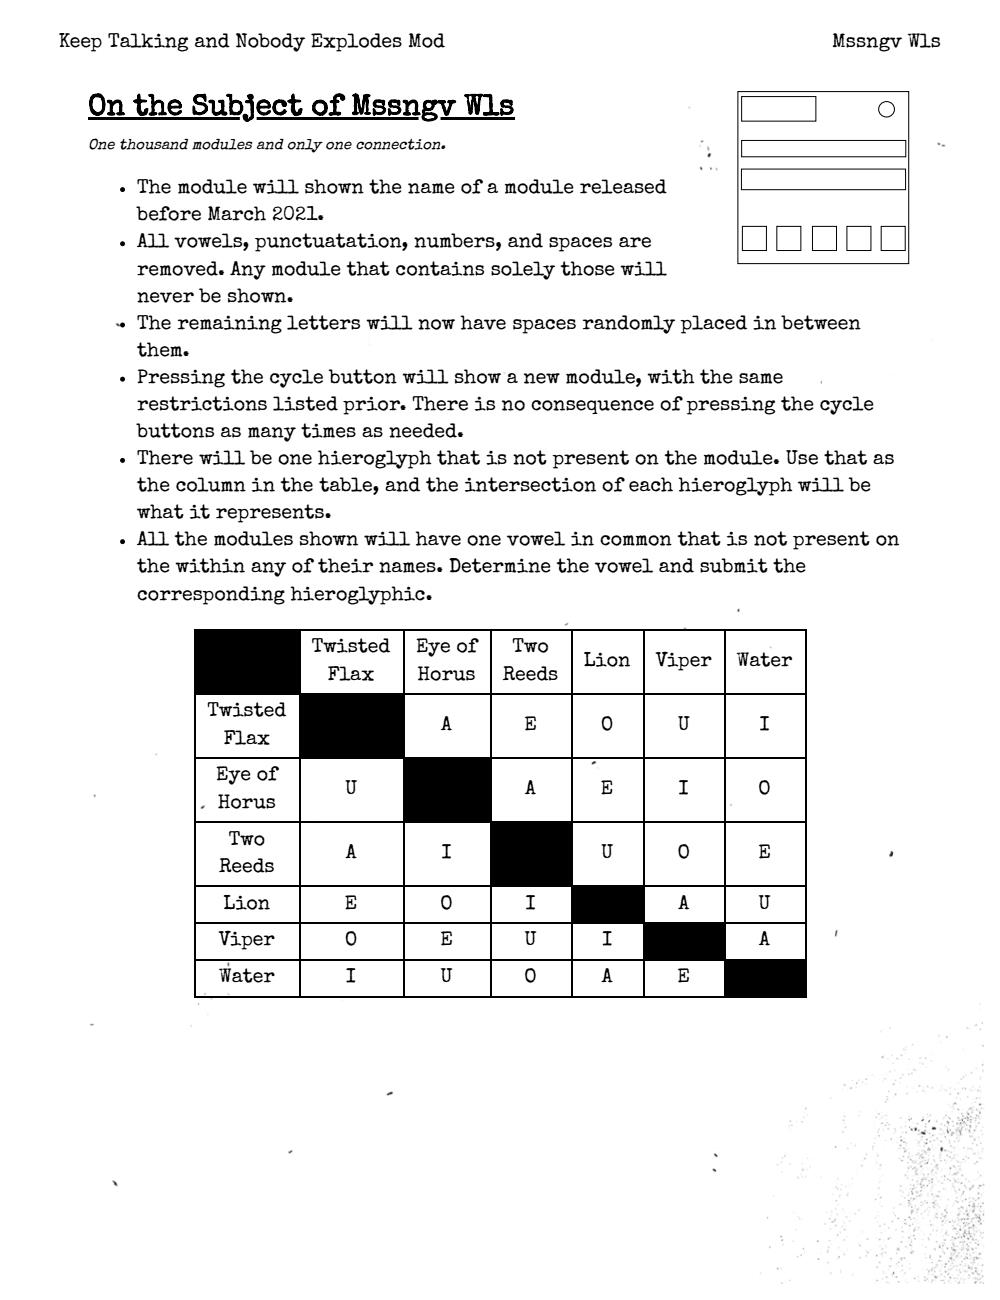 Keep Talking and Nobody Explodes Mod Mssngv Wls
On the Subject of Mssngv Wls
One thousand modules and only one connection.
• The module will shown the name of a module released
before March 2021.
• All vowels, punctuatation, numbers, and spaces are
removed. Any module that contains solely those will
never be shown.
• The remaining letters will now have spaces randomly placed in between
them.
• Pressing the cycle button will show a new module, with the same
restrictions listed prior. There is no consequence of pressing the cycle
buttons as many times as needed.
• There will be one hieroglyph that is not present on the module. Use that as
the column in the table, and the intersection of each hieroglyph will be
what it represents.
• All the modules shown will have one vowel in common that is not present on
the within any of their names. Determine the vowel and submit the
corresponding hieroglyphic.
Twisted Flax Eye of Horus Two Reeds Lion Viper Water
Twisted Flax A E O U I
Eye of Horus U A E I O
Two Reeds A I U O E
Lion E O I A U
Viper O E U I A
Water I U O A E